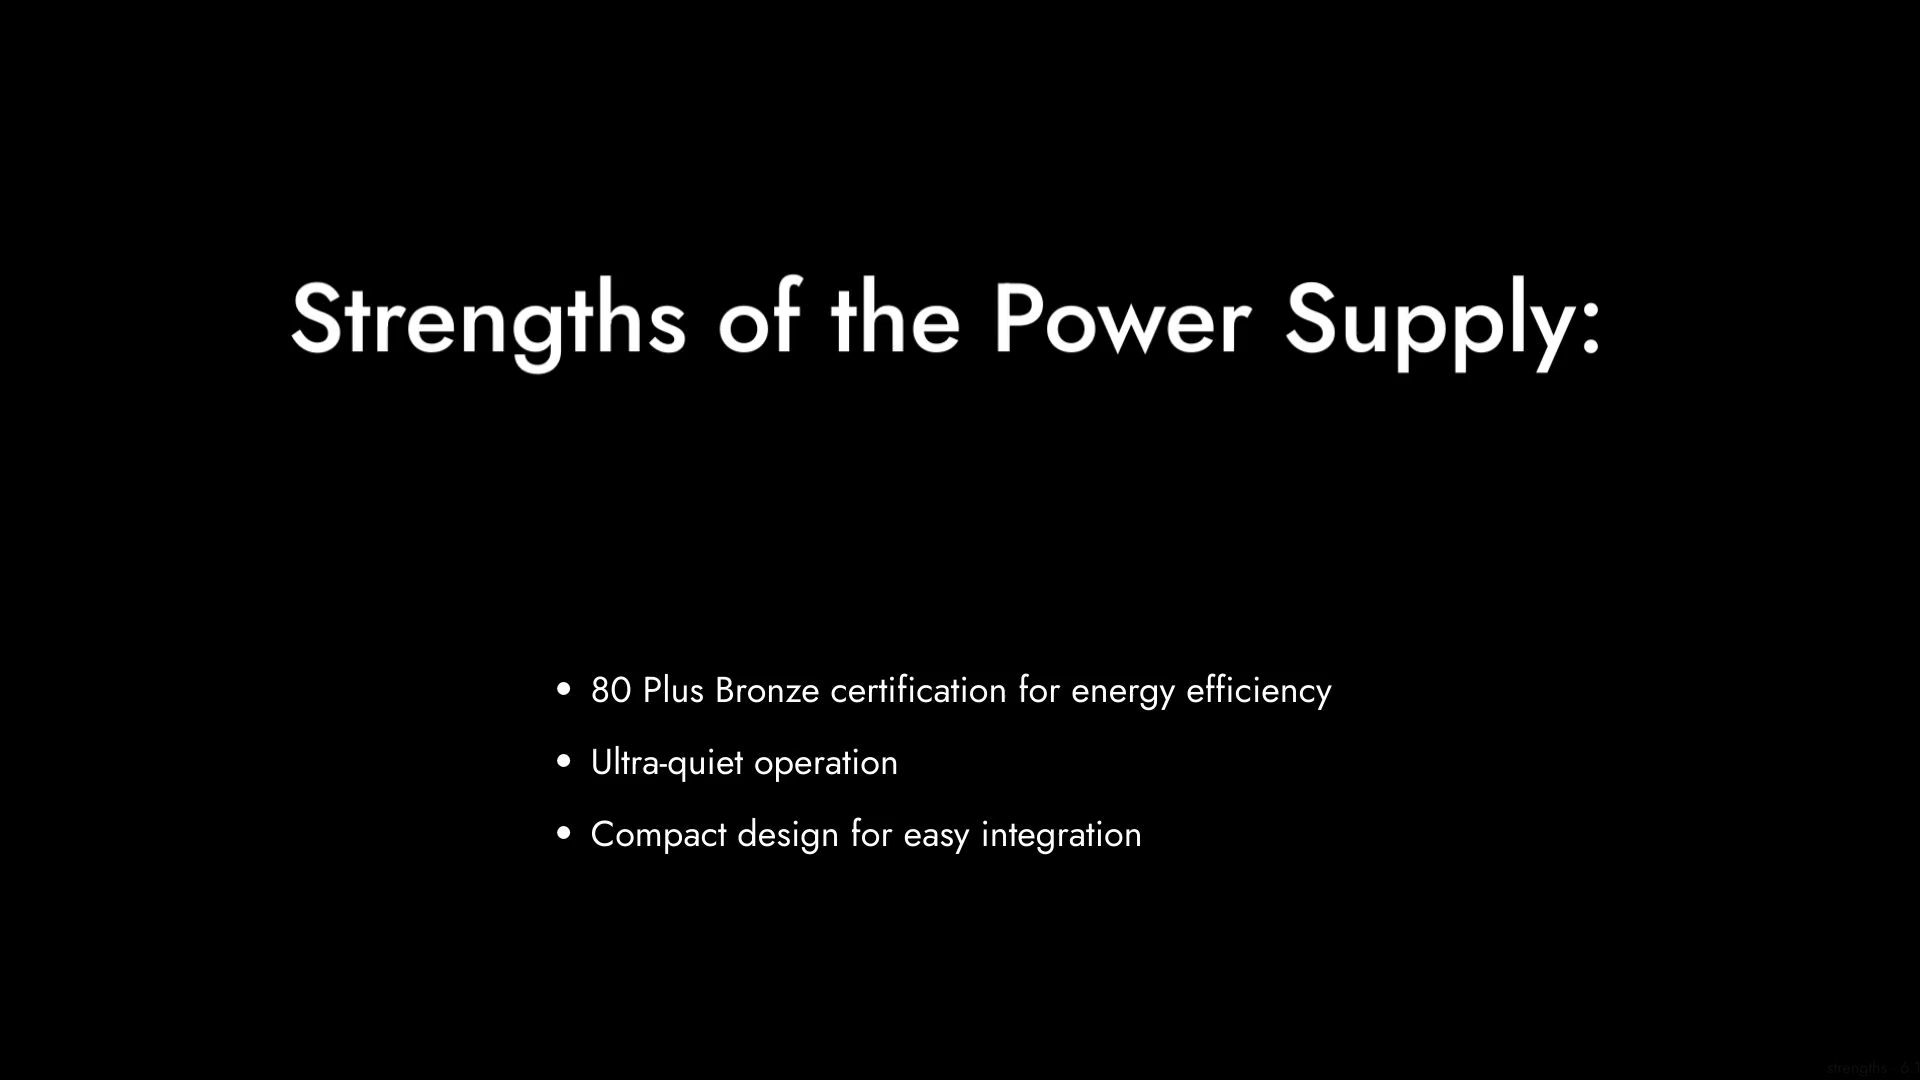 Strengths of the Power Supply:
• 80 Plus Bronze certification for energy efficiency
• Ultra-quiet operation
• Compact design for easy integration
strengths